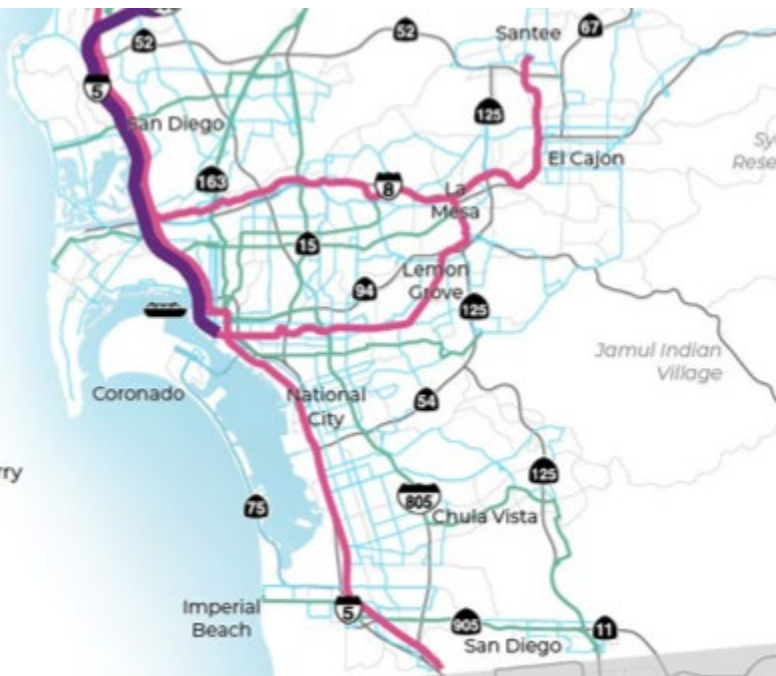 52
Santee
67
52
5
125
San Diego
El Cajon
163
8
La
Mesa
15
Lemon
Grove
94
125
Jamul Indian
Village
Coronado
National
City
54
125
805
75
Chula Vista
Imperial
Beach
5
905
11
San Diego